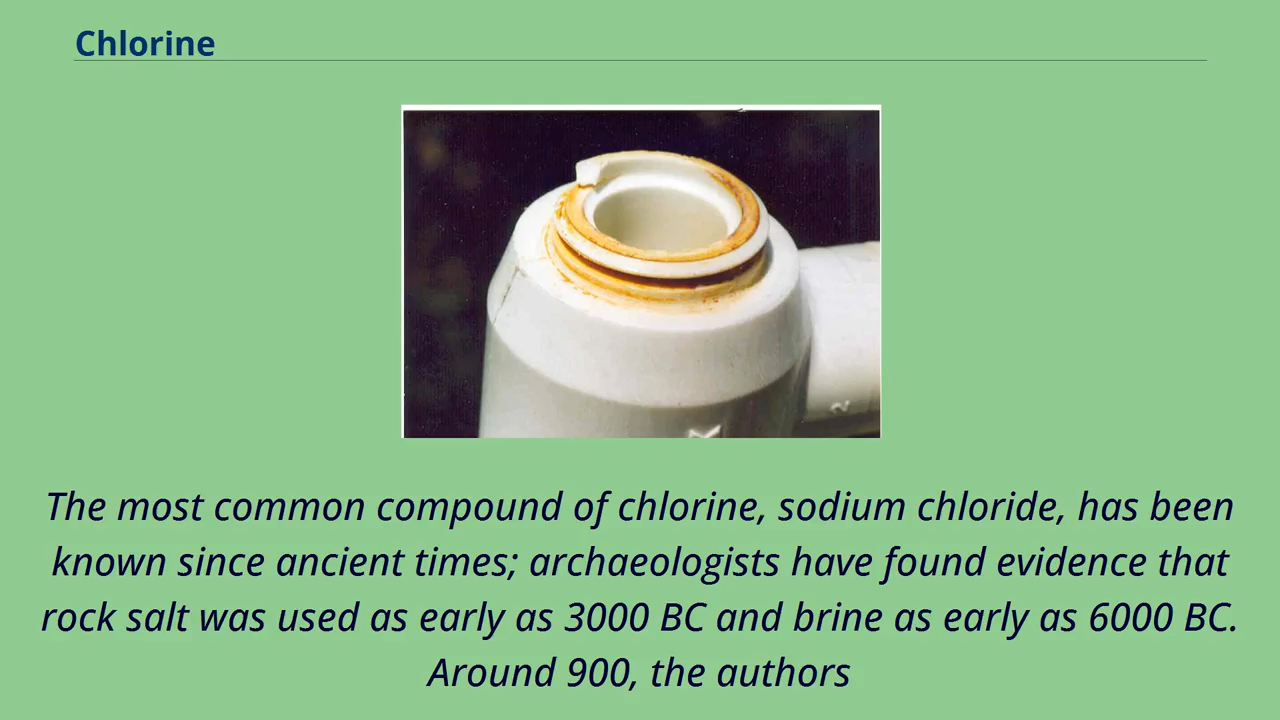 Chlorine
The most common compound of chlorine, sodium chloride, has been
known since ancient times; archaeologists have found evidence that
rock salt was used as early as 3000 BC and brine as early as 6000 BC.
Around 900, the authors